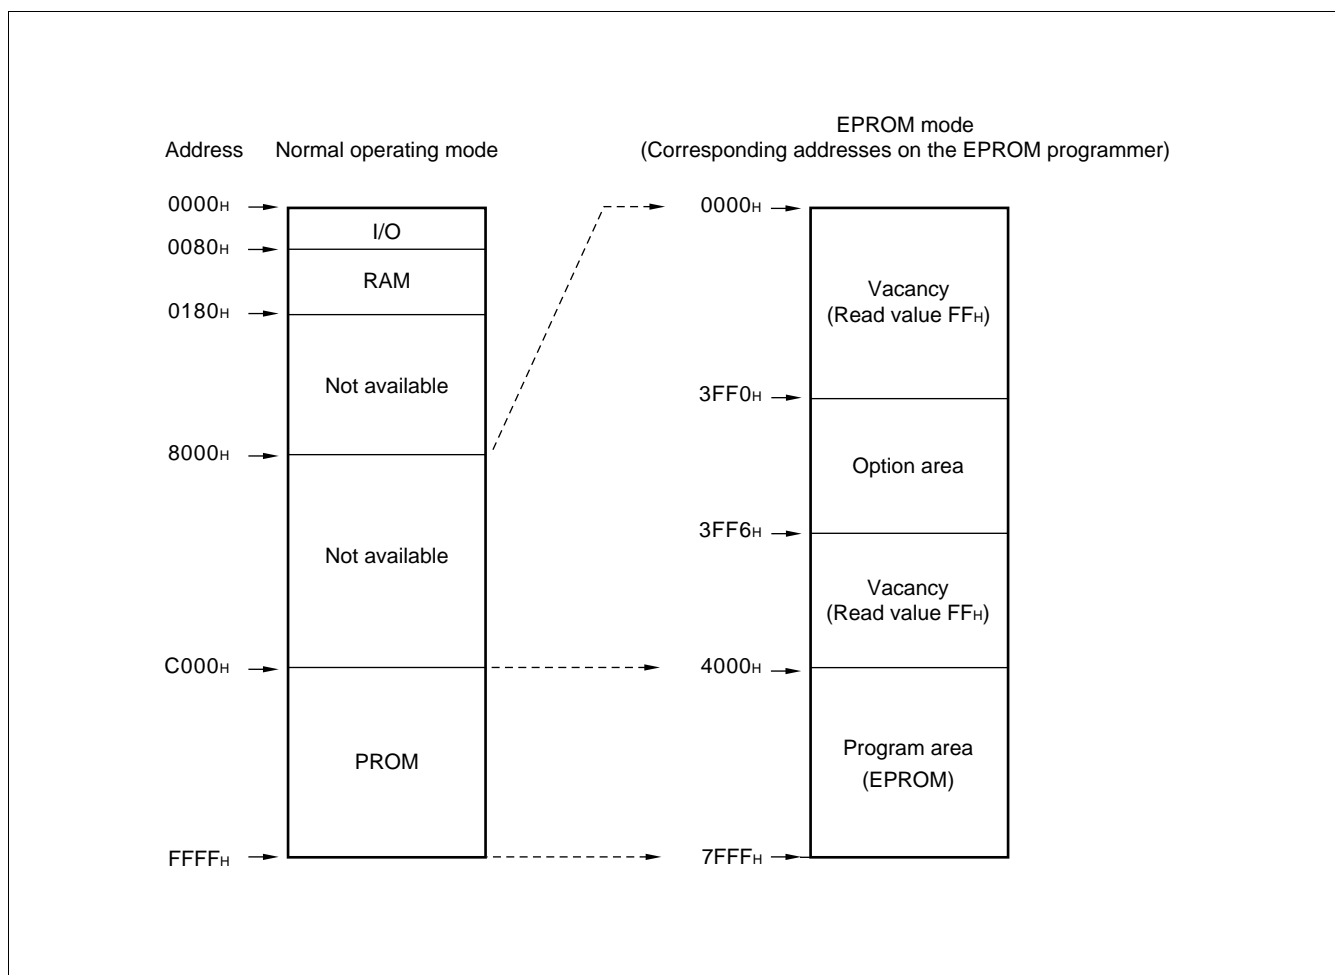 EPROM mode
Address Normal operating mode (Corresponding addresses on the EPROM programmer)
0000H
I/O
0080H
RAM
0180H
Not available
8000H
Not available
C000H
PROM
FFFFH
0000H
Vacancy
(Read value FFH)
3FF0H
Option area
3FF6H
Vacancy
(Read value FFH)
4000H
Program area
(EPROM)
7FFFH